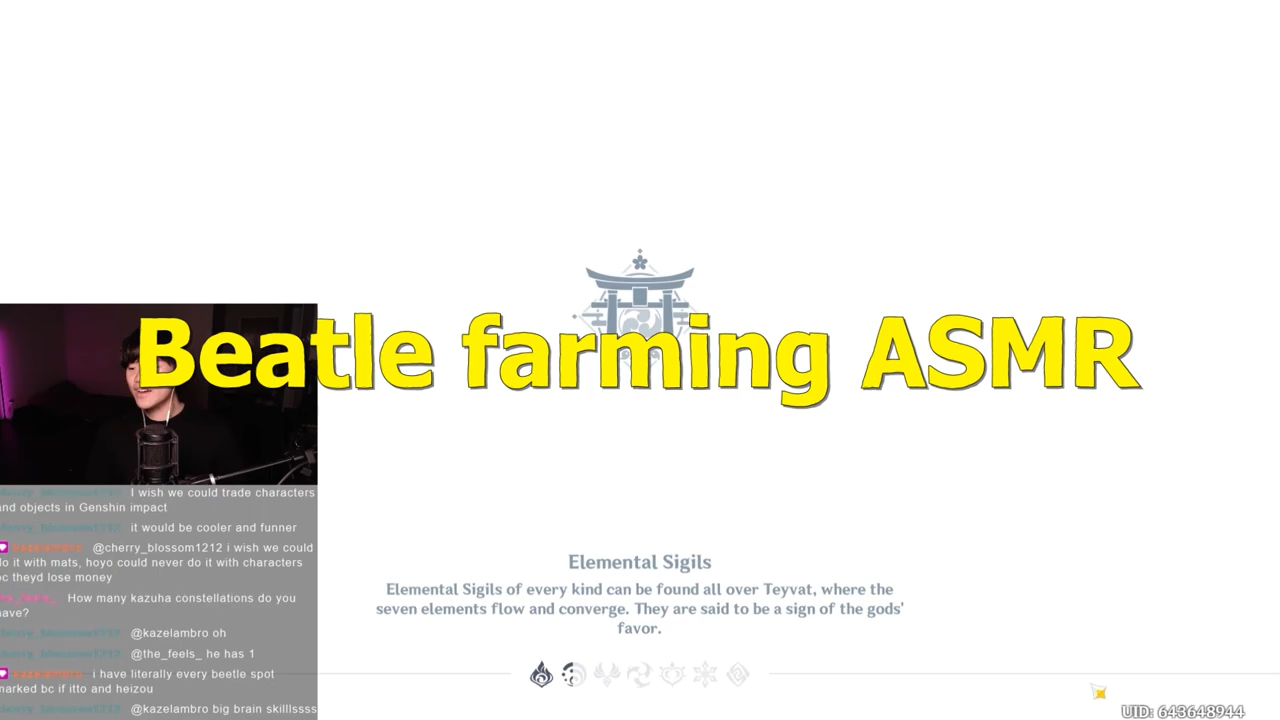 Beatle farming ASMR
I wish we could trade characters
and objects in Genshin impact
it would be cooler and funner
@cherry_blossom1212 i wish we could
do it with mats, hoyo could never do it with characters
bc theyd lose money
How many kazuha constellations do you
have?
@kazelambro oh
@the_feels_ he has 1
i have literally every beetle spot
marked bc if itto and heizou
@kazelambro big brain skilllssss
Elemental Sigils
Elemental Sigils of every kind can be found all over Teyvat, where the
seven elements flow and converge. They are said to be a sign of the gods'
favor.
UID: 643648944